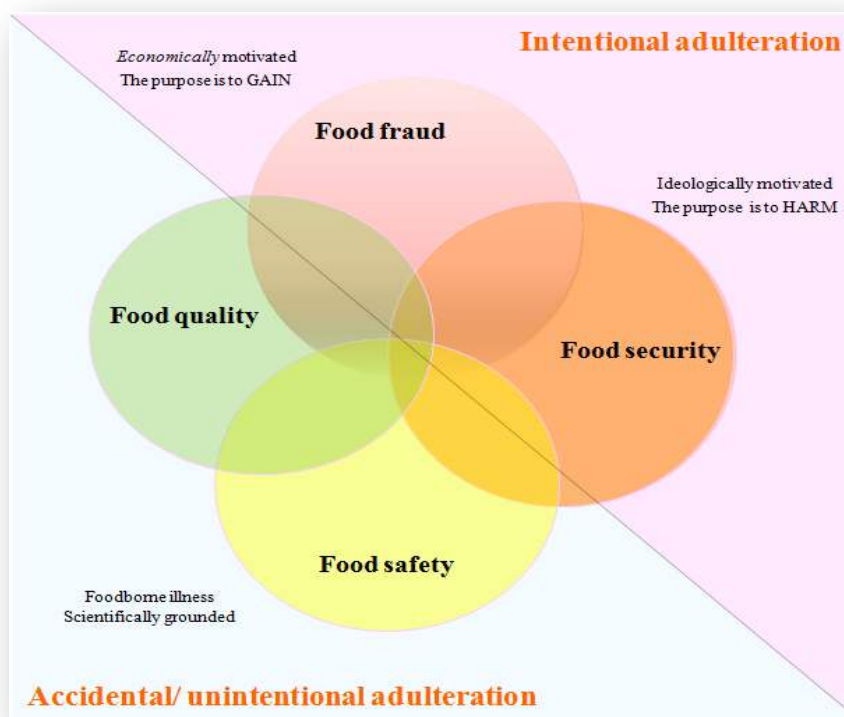 Intentional adulteration
Economically motivated
The purpose is to GAIN
Food fraud
Ideologically motivated
The purpose is to HARM
Food quality
Food security
Food safety
Foodborne illness
Scientifically grounded
Accidental/ unintentional adulteration